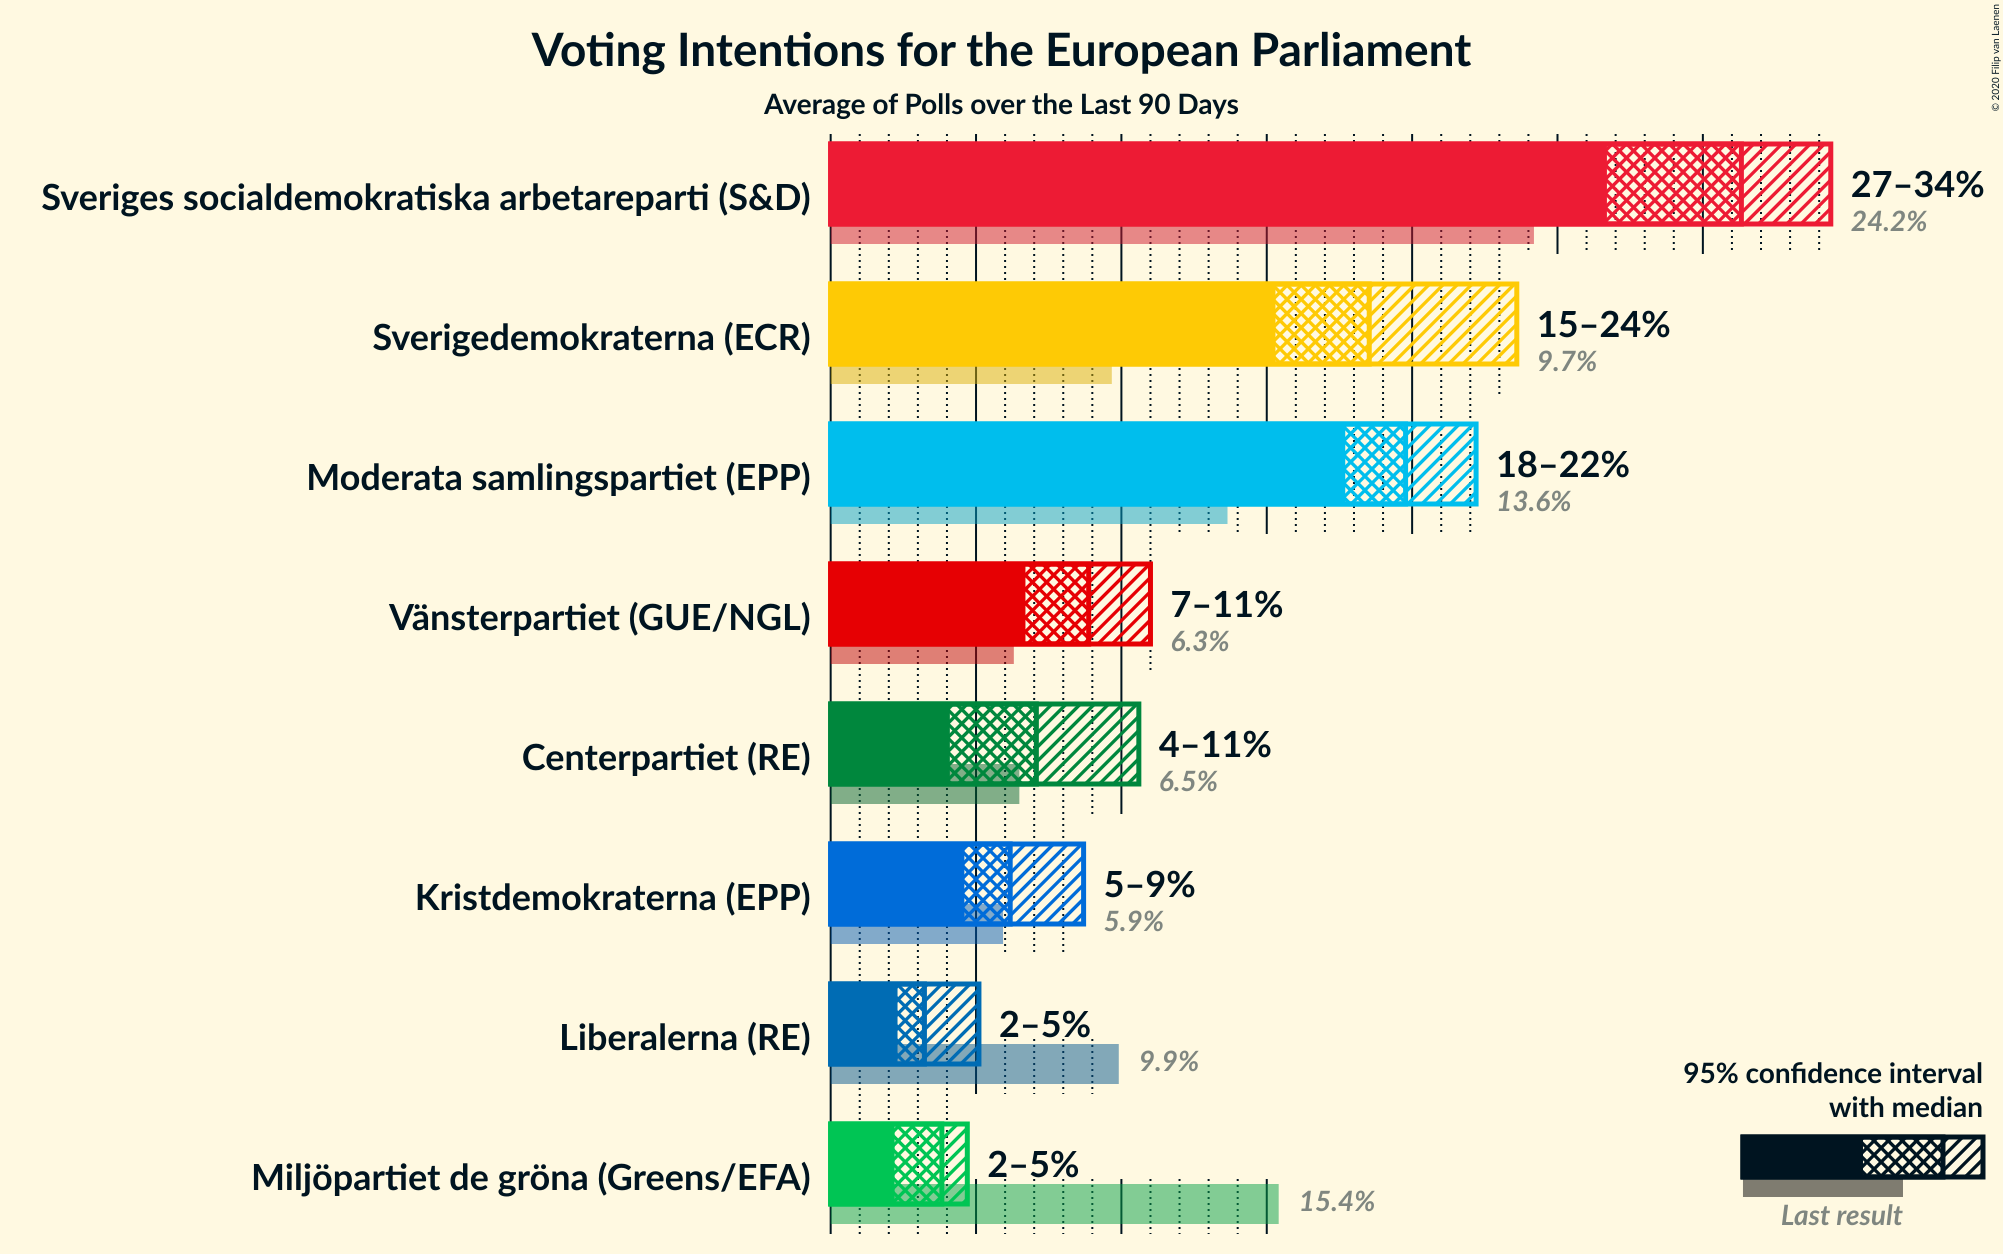 Voting Intentions for the European Parliament
Average of Polls over the Last 90 Days
© 2020 Filip van Laenen
Sveriges socialdemokratiska arbetareparti (S&D)
27–34%
24.2%
Sverigedemokraterna (ECR)
15–24%
9.7%
Moderata samlingspartiet (EPP)
18–22%
13.6%
Vänsterpartiet (GUE/NGL)
7–11%
6.3%
Centerpartiet (RE)
4–11%
6.5%
Kristdemokraterna (EPP)
5–9%
5.9%
Liberalerna (RE)
2–5%
9.9%
Miljöpartiet de gröna (Greens/EFA)
2–5%
15.4%
95% confidence interval
with median
Last result